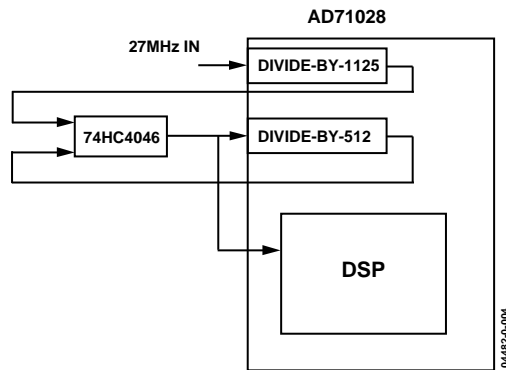 AD71028
27MHz IN
DIVIDE-BY-1125
74HC4046
DIVIDE-BY-512
DSP
04482-0-004